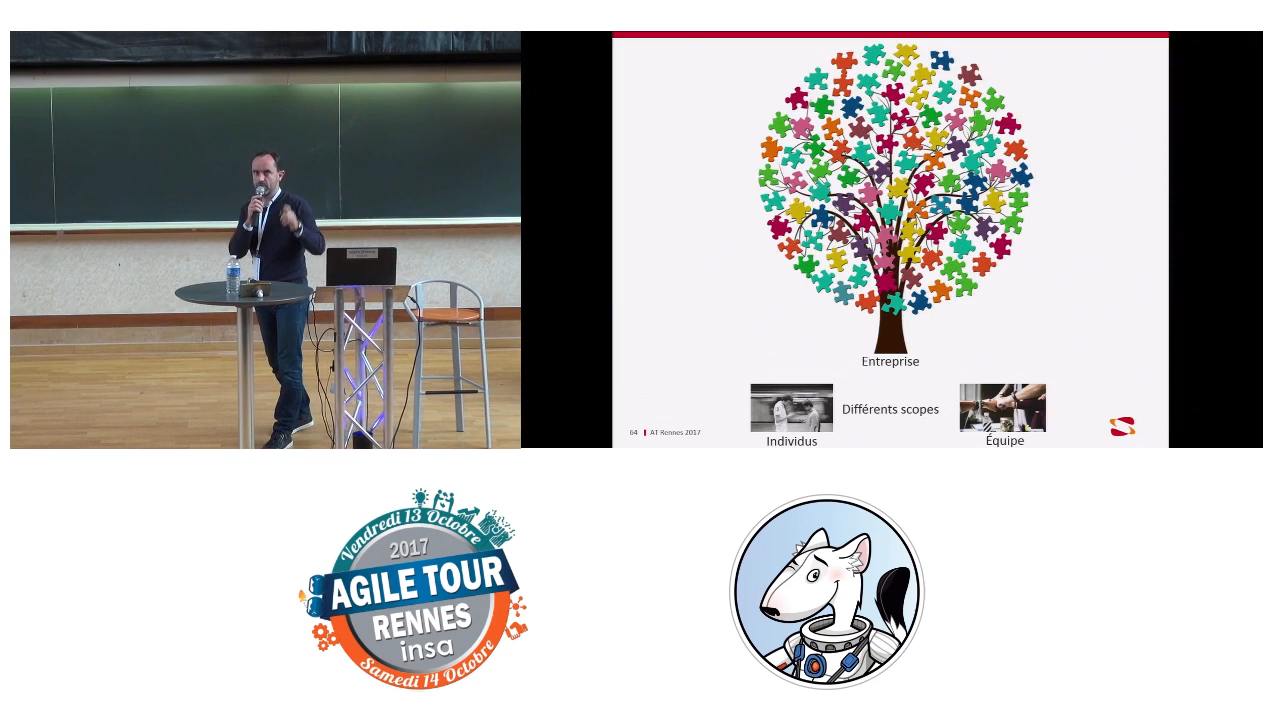 Entreprise
Différents scopes
64
AT Rennes 2017
Individus
Équipe
Vendredi 13 Octobre
2017
AGILE TOUR
RENNES
insa
Samedi 14 Octobre